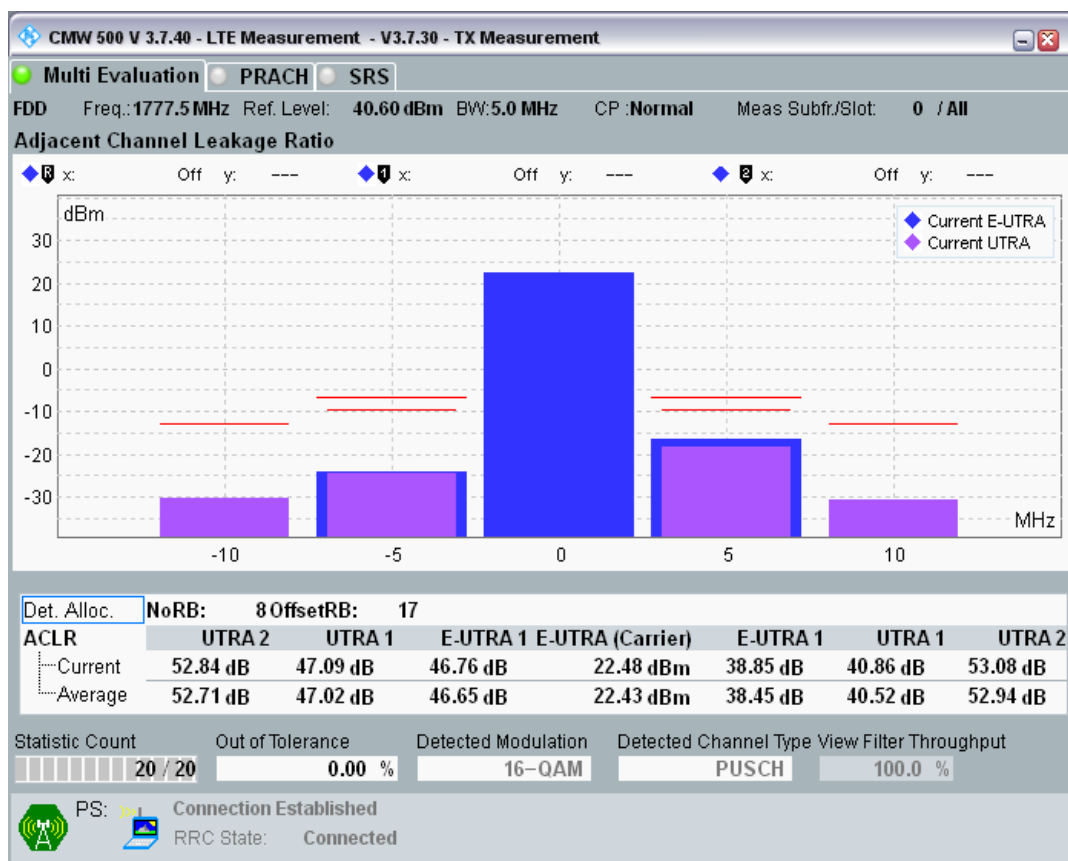 CMW 500 V 3.7.40 - LTE Measurement - V3.7.30 - TX Measurement
Multi Evaluation PRACH SRS
FDD Freq.:1777.5 MHz Ref. Level: 40.60 dBm BW:5.0 MHz CP :Normal Meas Subfr./Slot: 0 / All
Adjacent Channel Leakage Ratio
R x: Off y: --- 1 x: Off y: --- 2 x: Off y: ---
dBm
Current E-UTRA
Current UTRA
30
20
10
0
-10
-20
-30
MHz
-10 -5 0 5 10
Det. Alloc. NoRB: 8 OffsetRB: 17
ACLR UTRA 2 UTRA 1 E-UTRA 1 E-UTRA (Carrier) E-UTRA 1 UTRA 1 UTRA 2
Current 52.84 dB 47.09 dB 46.76 dB 22.48 dBm 38.85 dB 40.86 dB 53.08 dB
Average 52.71 dB 47.02 dB 46.65 dB 22.43 dBm 38.45 dB 40.52 dB 52.94 dB
Statistic Count Out of Tolerance Detected Modulation Detected Channel Type View Filter Throughput
20 / 20 0.00 % 16-QAM PUSCH 100.0 %
PS: Connection Established
RRC State: Connected